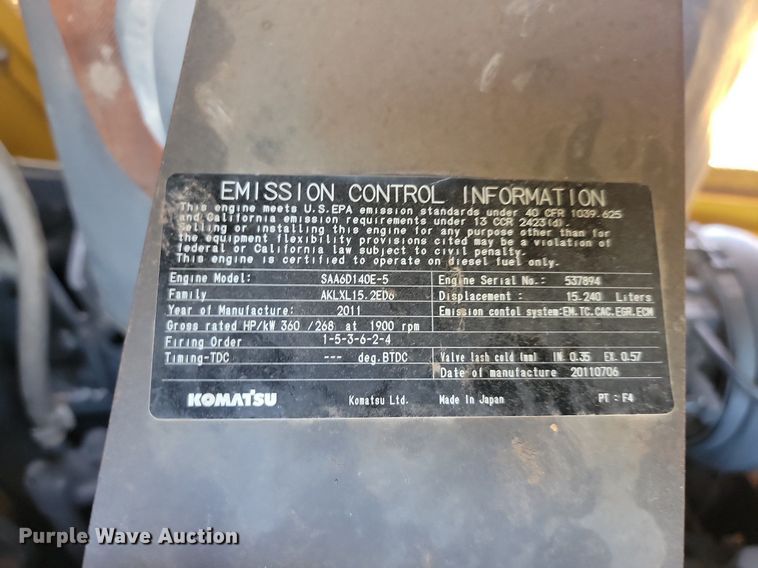 EMISSION CONTROL INFORMATION
This engine meets U.S.EPA emission standards under 40 CFR 1039.625
and California emission requirements under 13 CCR 2423(d).
Selling or installing this engine for any purpose other than for
the equipment flexibility provisions cited may be a violation of
federal or California law subject to civil penalty.
This engine is certified to operate on diesel fuel only.
Engine Model: SAA6D140E-5 Engine Serial No.: 537894
Family AKLXL15.2ED6 Displacement : 15.240 Liters
Year of Manufacture: 2011 Emission contol system:EM.TC.CAC.EGR.ECM
Gross rated HP/kW 360 /268 at 1900 rpm
Firing Order 1-5-3-6-2-4
Timing-TDC --- deg.BTDC Valve lash cold (mm) IN 0.35 EX 0.57
Date of manufacture 20110706
KOMATSU Komatsu Ltd. Made in Japan PT : F4
Purple Wave Auction